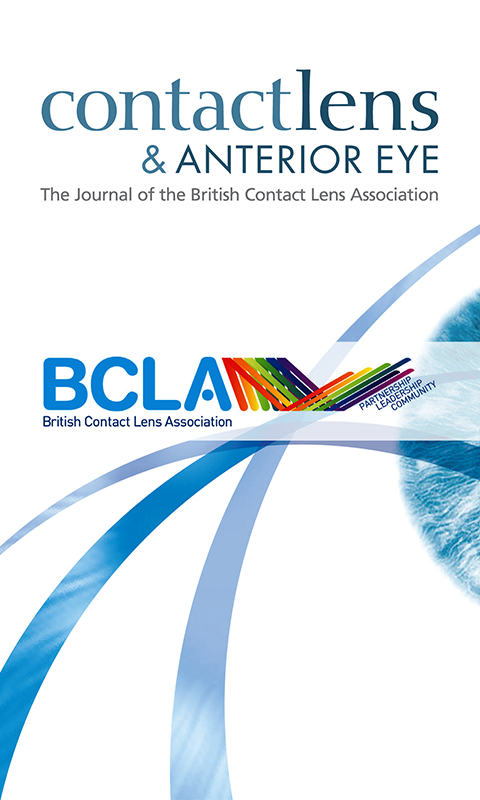 contactlens
& ANTERIOR EYE
The Journal of the British Contact Lens Association
BCLA
British Contact Lens Association
PARTNERSHIP
LEADERSHIP
COMMUNITY